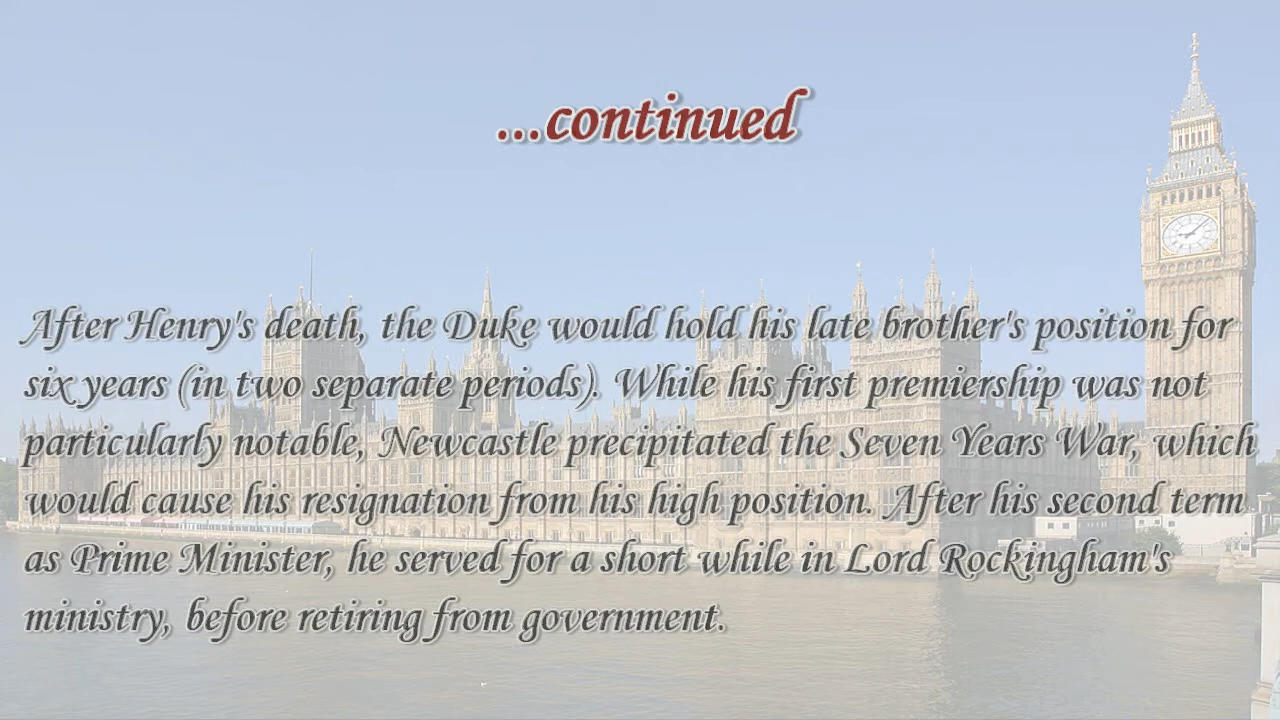 ...continued
After Henry's death, the Duke would hold his late brother's position for
six years (in two separate periods). While his first premiership was not
particularly notable, Newcastle precipitated the Seven Years War, which
would cause his resignation from his high position. After his second term
as Prime Minister, he served for a short while in Lord Rockingham's
ministry, before retiring from government.